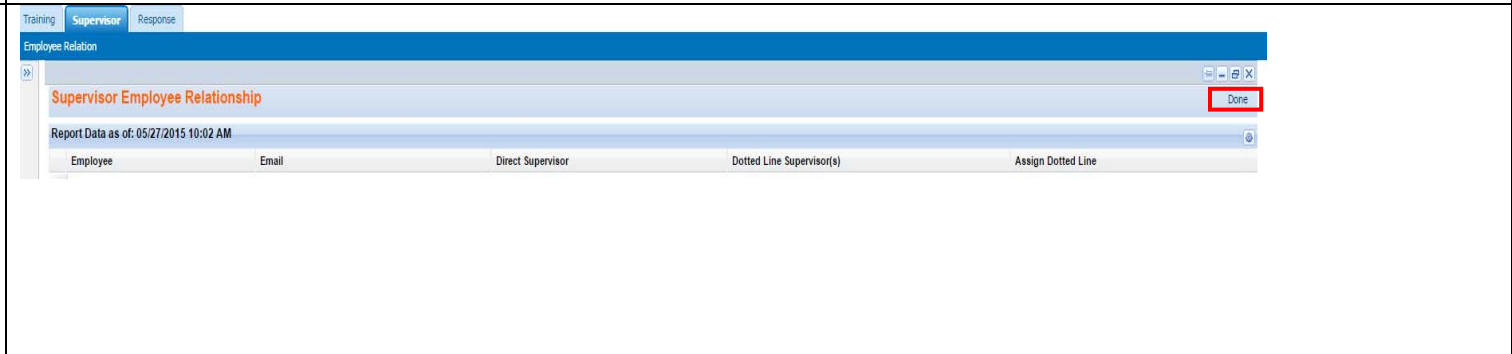 Training Supervisor Response
Employee Relation
Supervisor Employee Relationship Done
Report Data as of: 05/27/2015 10:02 AM
Employee Email Direct Supervisor Dotted Line Supervisor(s) Assign Dotted Line